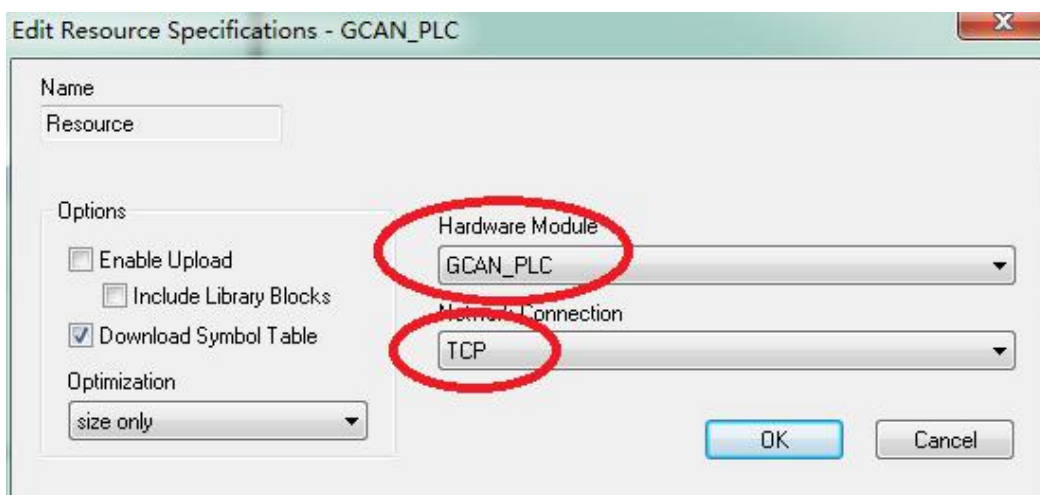 Edit Resource Specifications - GCAN_PLC
Name
Resource
Options
Enable Upload
Include Library Blocks
Download Symbol Table
Optimization
size only
Hardware Module
GCAN_PLC
Network Connection
TCP
OK
Cancel